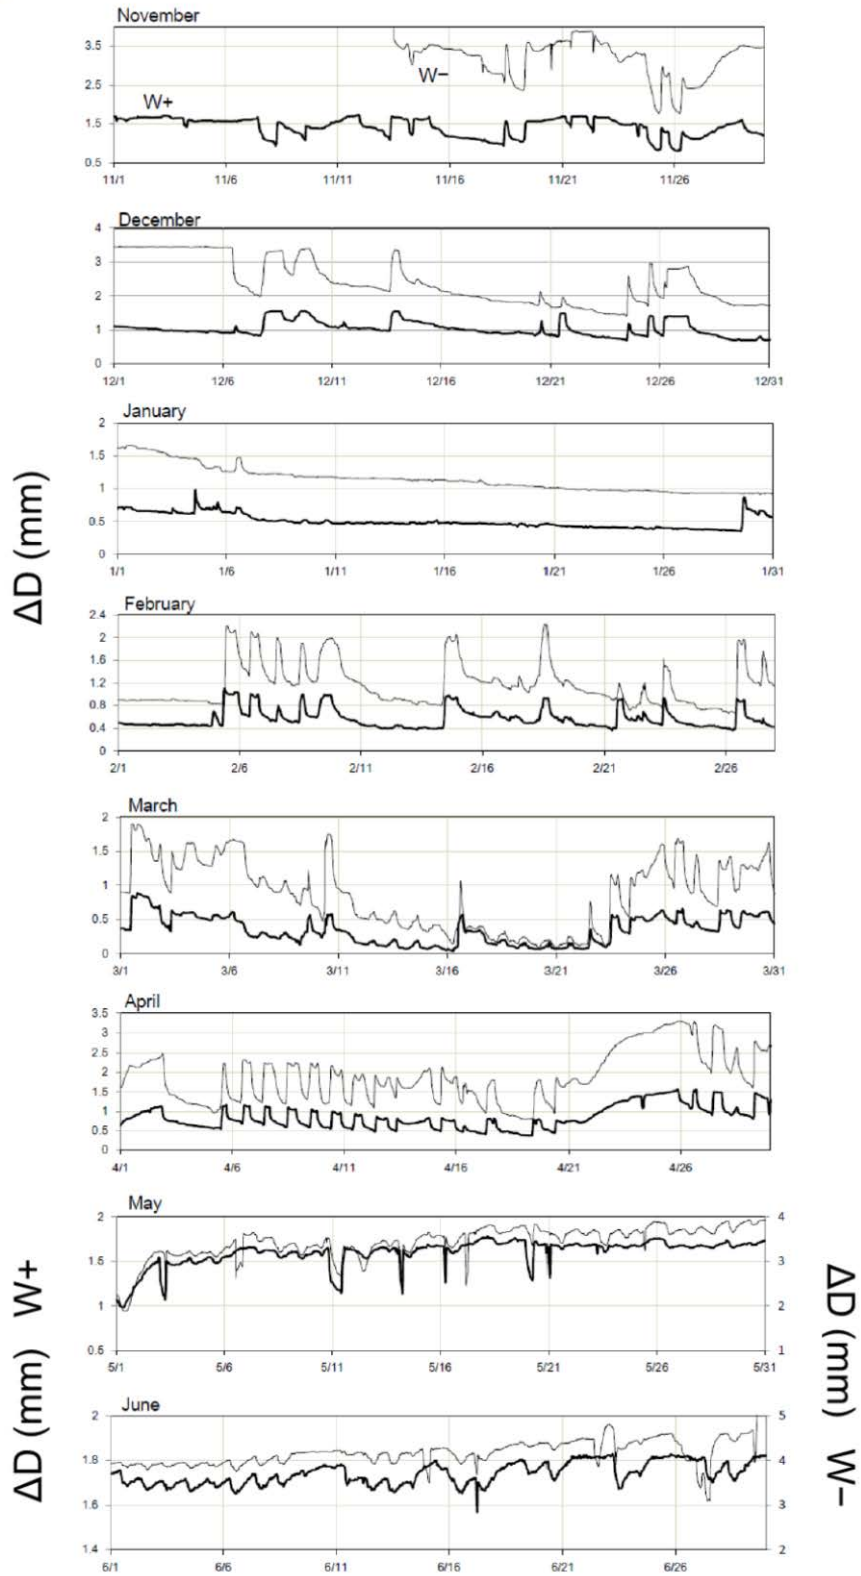 November
3.5
2.5
1.5
0.5
W+
W−
11/1 11/6 11/11 11/16 11/21 11/26
December
4
3
2
1
0
12/1 12/6 12/11 12/16 12/21 12/26 12/31
January
2
1.5
1
0.5
0
1/1 1/6 1/11 1/16 1/21 1/26 1/31
ΔD (mm)
February
2.4
2
1.6
1.2
0.8
0.4
0
2/1 2/6 2/11 2/16 2/21 2/26
March
2
1.5
1
0.5
0
3/1 3/6 3/11 3/16 3/21 3/26 3/31
April
3.5
3
2.5
2
1.5
1
0.5
0
4/1 4/6 4/11 4/16 4/21 4/26
May
2 4
1.5 3
1 2
0.5 1
5/1 5/6 5/11 5/16 5/21 5/26 5/31
June
2 5
1.8 4
1.6 3
1.4 2
6/1 6/6 6/11 6/16 6/21 6/26
ΔD (mm) W+
ΔD (mm) W−